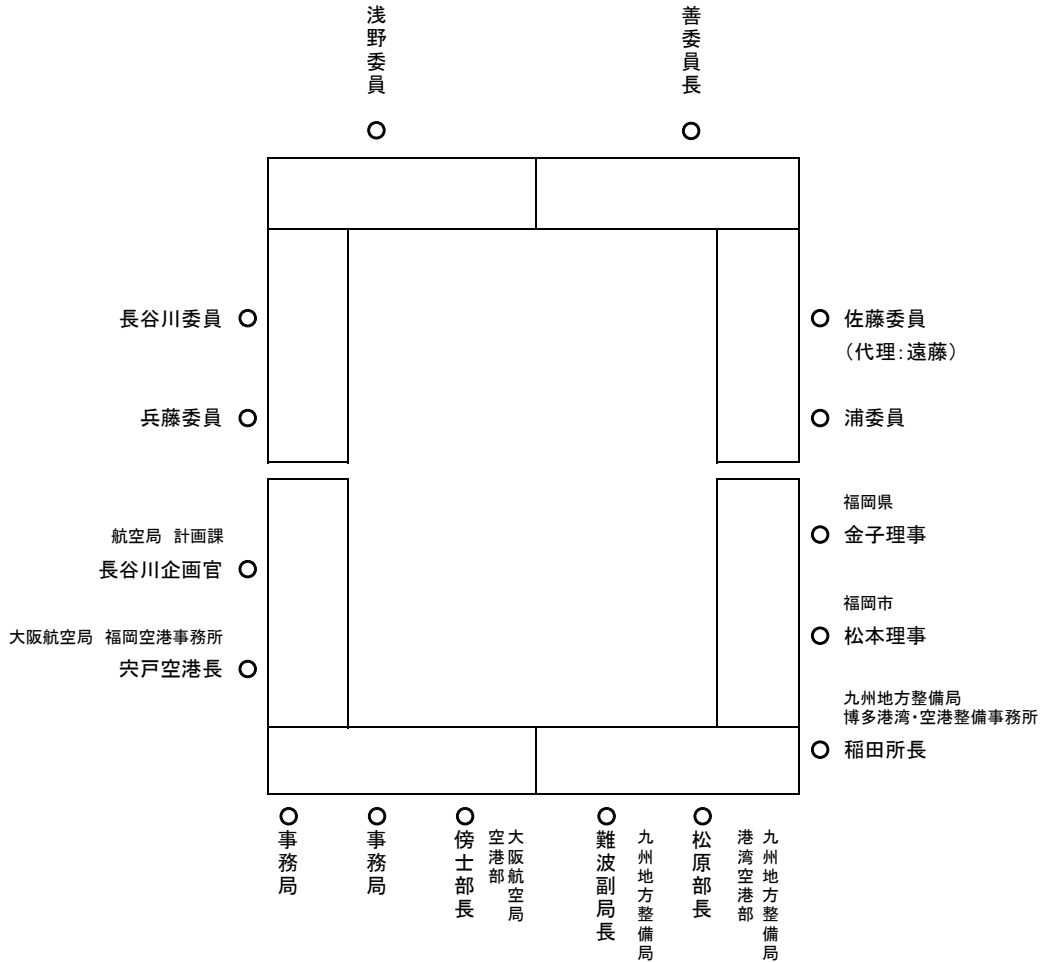 浅野委員
善委員長
長谷川委員
佐藤委員
（代理：遠藤）
兵藤委員
浦委員
福岡県
金子理事
航空局　計画課
長谷川企画官
福岡市
松本理事
大阪航空局　福岡空港事務所
宍戸空港長
九州地方整備局
博多港湾・空港整備事務所
稲田所長
事務局
事務局
傍士部長
大阪航空局
空港部
難波副局長
九州地方整備局
松原部長
九州地方整備局
港湾空港部